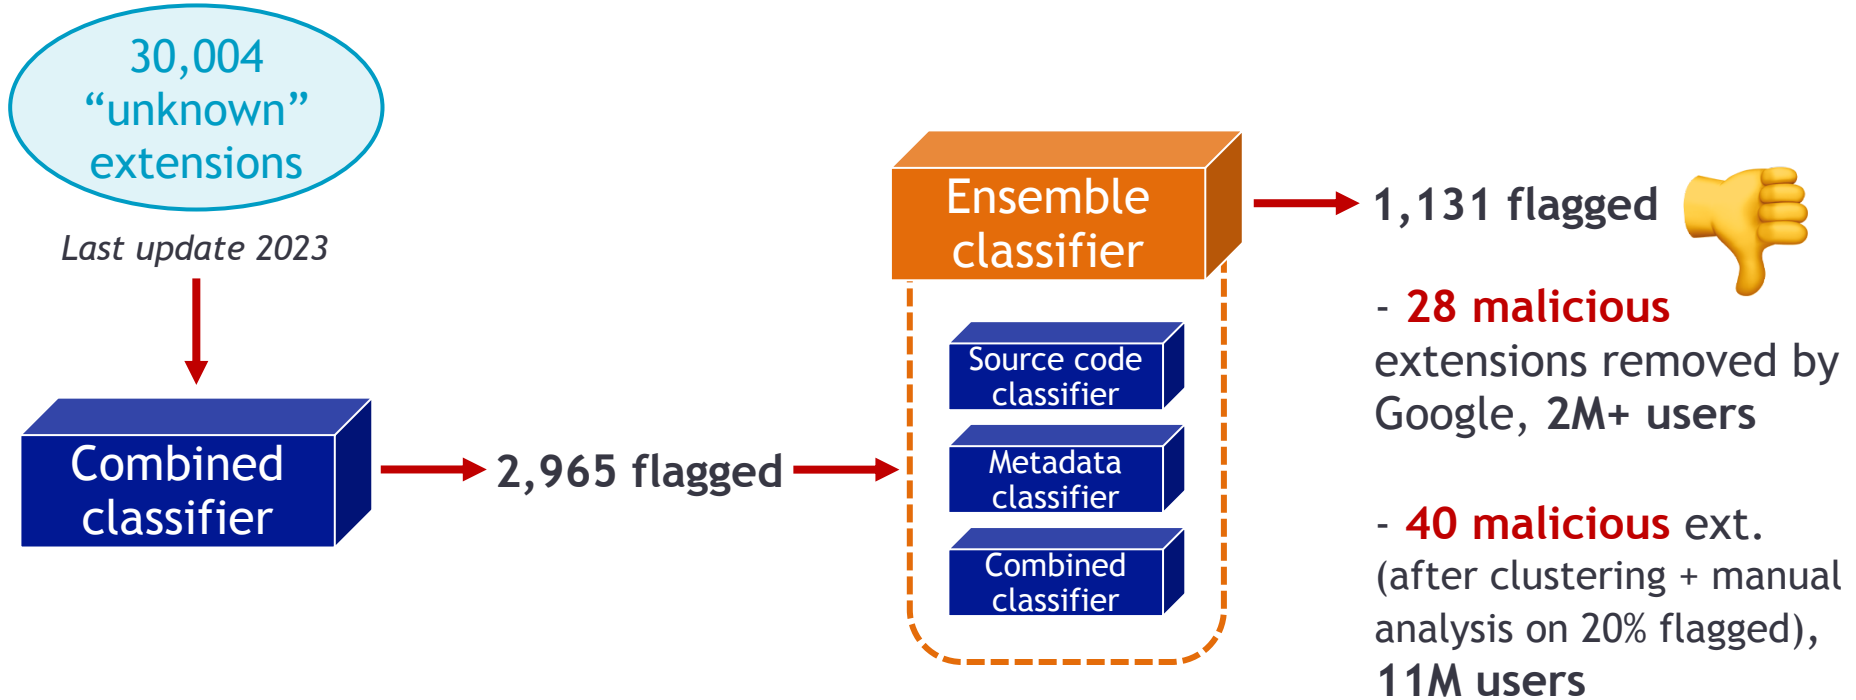 30,004
“unknown”
extensions
Last update 2023
Combined
classifier
2,965 flagged
Ensemble
classifier
Source code
classifier
Metadata
classifier
Combined
classifier
1,131 flagged
- 28 malicious
extensions removed by
Google, 2M+ users
- 40 malicious ext.
(after clustering + manual
analysis on 20% flagged),
11M users